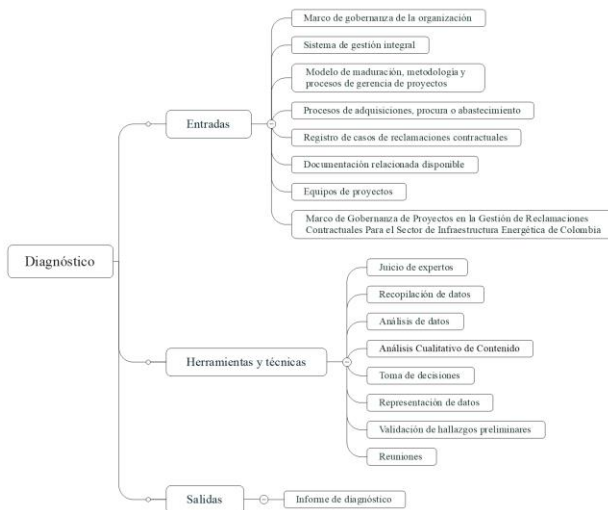 Diagnóstico
Entradas
Marco de gobernanza de la organización
Sistema de gestión integral
Modelo de maduración, metodología y
procesos de gerencia de proyectos
Procesos de adquisiciones, procura o abastecimiento
Registro de casos de reclamaciones contractuales
Documentación relacionada disponible
Equipos de proyectos
Marco de Gobernanza de Proyectos en la Gestión de Reclamaciones
Contractuales Para el Sector de Infraestructura Energética de Colombia
Herramientas y técnicas
Juicio de expertos
Recopilación de datos
Análisis de datos
Análisis Cualitativo de Contenido
Toma de decisiones
Representación de datos
Validación de hallazgos preliminares
Reuniones
Salidas
Informe de diagnóstico